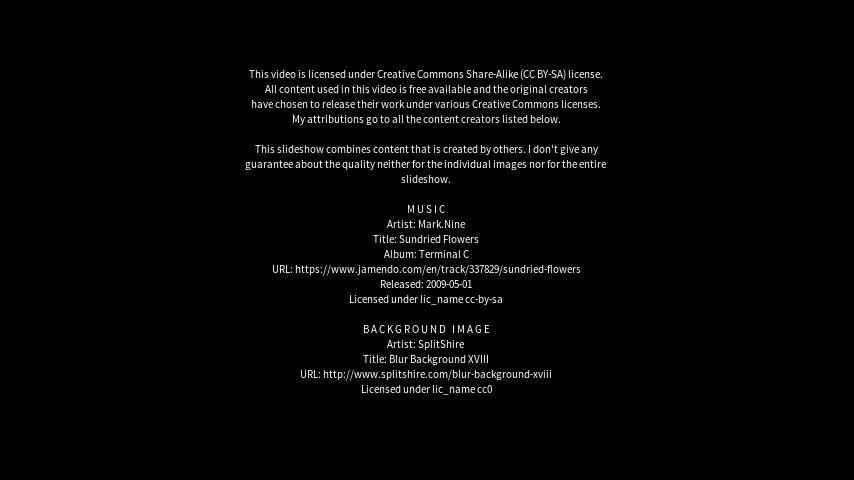 This video is licensed under Creative Commons Share-Alike (CC BY-SA) license.
All content used in this video is free available and the original creators
have chosen to release their work under various Creative Commons licenses.
My attributions go to all the content creators listed below.
This slideshow combines content that is created by others. I don't give any
guarantee about the quality neither for the individual images nor for the entire
slideshow.
MUSIC
Artist: Mark.Nine
Title: Sundried Flowers
Album: Terminal C
URL: https://www.jamendo.com/en/track/337829/sundried-flowers
Released: 2009-05-01
Licensed under lic_name cc-by-sa
BACKGROUND IMAGE
Artist: SplitShire
Title: Blur Background XVIII
URL: http://www.splitshire.com/blur-background-xviii
Licensed under lic_name cc0